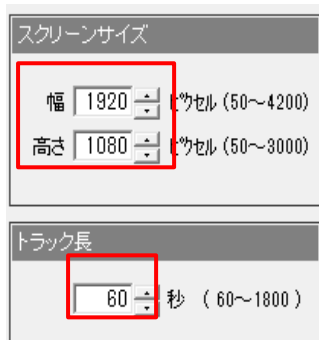 スクリーンサイズ
幅 1920 ピクセル (50〜4200)
高さ 1080 ピクセル (50〜3000)
トラック長
60 秒 ( 60〜1800 )